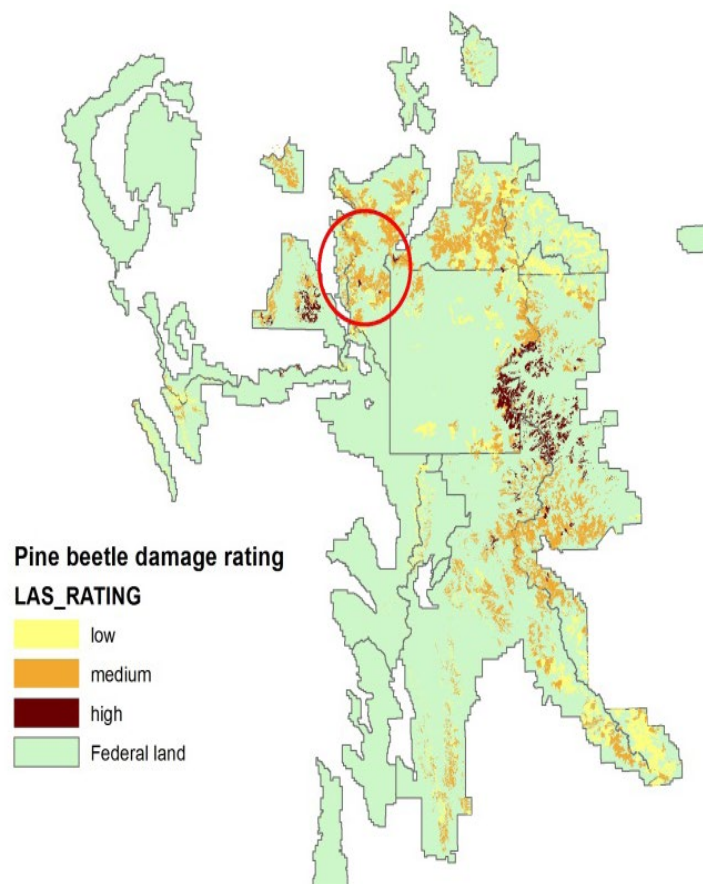 Pine beetle damage rating
LAS_RATING
low
medium
high
Federal land